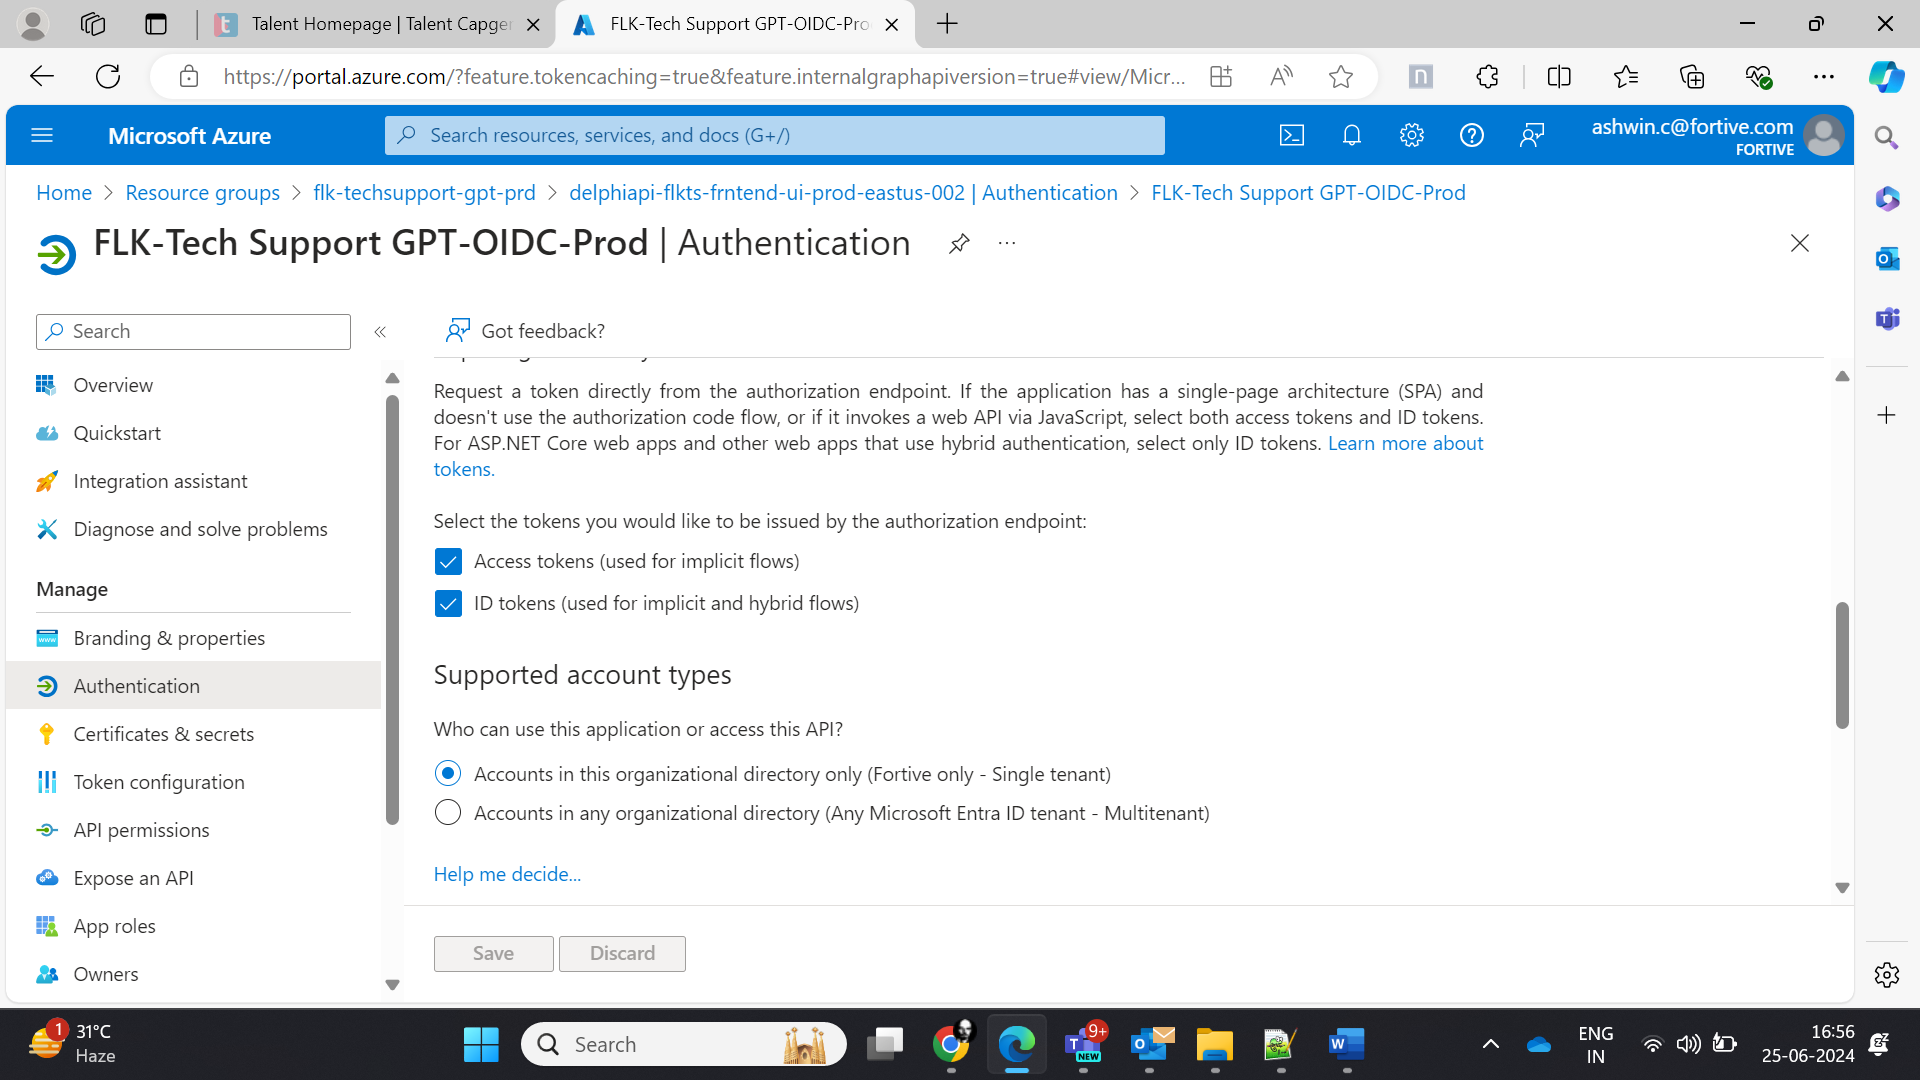 Talent Homepage | Talent Capger
FLK-Tech Support GPT-OIDC-Pro
https://portal.azure.com/?feature.tokencaching=true&feature.internalgraphapiversion=true#view/Micr...
Microsoft Azure
Search resources, services, and docs (G+/)
ashwin.c@fortive.com
FORTIVE
Home > Resource groups > flk-techsupport-gpt-prd > delphiapi-flkts-frntend-ui-prod-eastus-002 | Authentication > FLK-Tech Support GPT-OIDC-Prod
FLK-Tech Support GPT-OIDC-Prod | Authentication
Search
Got feedback?
Overview
Quickstart
Integration assistant
Diagnose and solve problems
Manage
Branding & properties
Authentication
Certificates & secrets
Token configuration
API permissions
Expose an API
App roles
Owners
Request a token directly from the authorization endpoint. If the application has a single-page architecture (SPA) and
doesn't use the authorization code flow, or if it invokes a web API via JavaScript, select both access tokens and ID tokens.
For ASP.NET Core web apps and other web apps that use hybrid authentication, select only ID tokens. Learn more about
tokens.
Select the tokens you would like to be issued by the authorization endpoint:
Access tokens (used for implicit flows)
ID tokens (used for implicit and hybrid flows)
Supported account types
Who can use this application or access this API?
Accounts in this organizational directory only (Fortive only - Single tenant)
Accounts in any organizational directory (Any Microsoft Entra ID tenant - Multitenant)
Help me decide...
Save
Discard
1
31°C
Haze
Search
9+
NEW
ENG
IN
16:56
25-06-2024